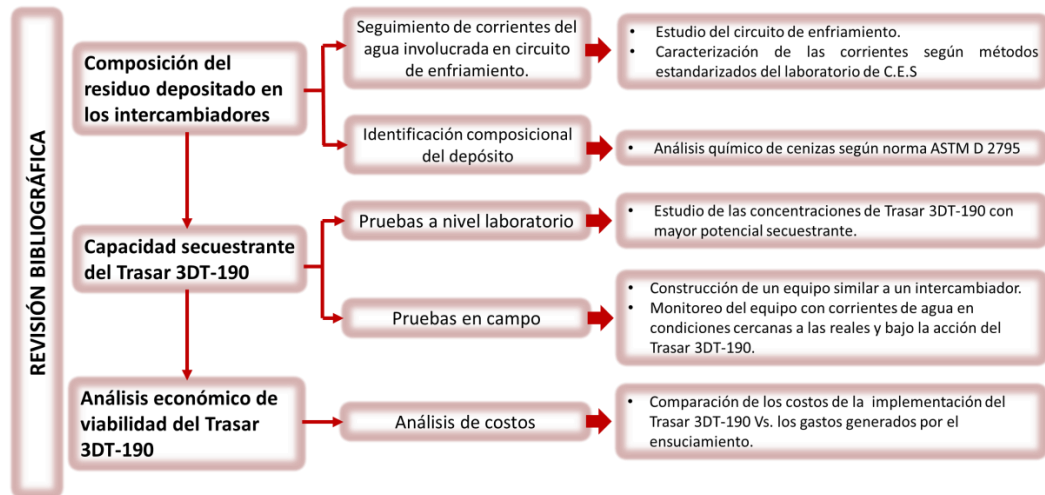 REVISIÓN BIBLIOGRÁFICA
Composición del
residuo depositado en
los intercambiadores
Seguimiento de corrientes del
agua involucrada en circuito
de enfriamiento.
• Estudio del circuito de enfriamiento.
• Caracterización de las corrientes según métodos
estandarizados del laboratorio de C.E.S
Identificación composicional
del depósito
• Análisis químico de cenizas según norma ASTM D 2795
Capacidad secuestrante
del Trasar 3DT-190
Pruebas a nivel laboratorio
• Estudio de las concentraciones de Trasar 3DT-190 con
mayor potencial secuestrante.
Pruebas en campo
• Construcción de un equipo similar a un intercambiador.
• Monitoreo del equipo con corrientes de agua en
condiciones cercanas a las reales y bajo la acción del
Trasar 3DT-190.
Análisis económico de
viabilidad del Trasar
3DT-190
Análisis de costos
• Comparación de los costos de la implementación del
Trasar 3DT-190 Vs. los gastos generados por el
ensuciamiento.